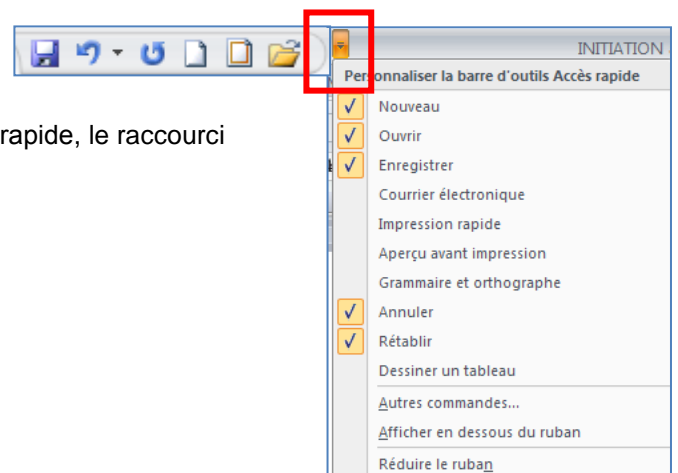 INITIATION
Personnaliser la barre d'outils Accès rapide
Nouveau
rapide, le raccourci
Ouvrir
Enregistrer
Courrier électronique
Impression rapide
Aperçu avant impression
Grammaire et orthographe
Annuler
Rétablir
Dessiner un tableau
Autres commandes...
Afficher en dessous du ruban
Réduire le ruban